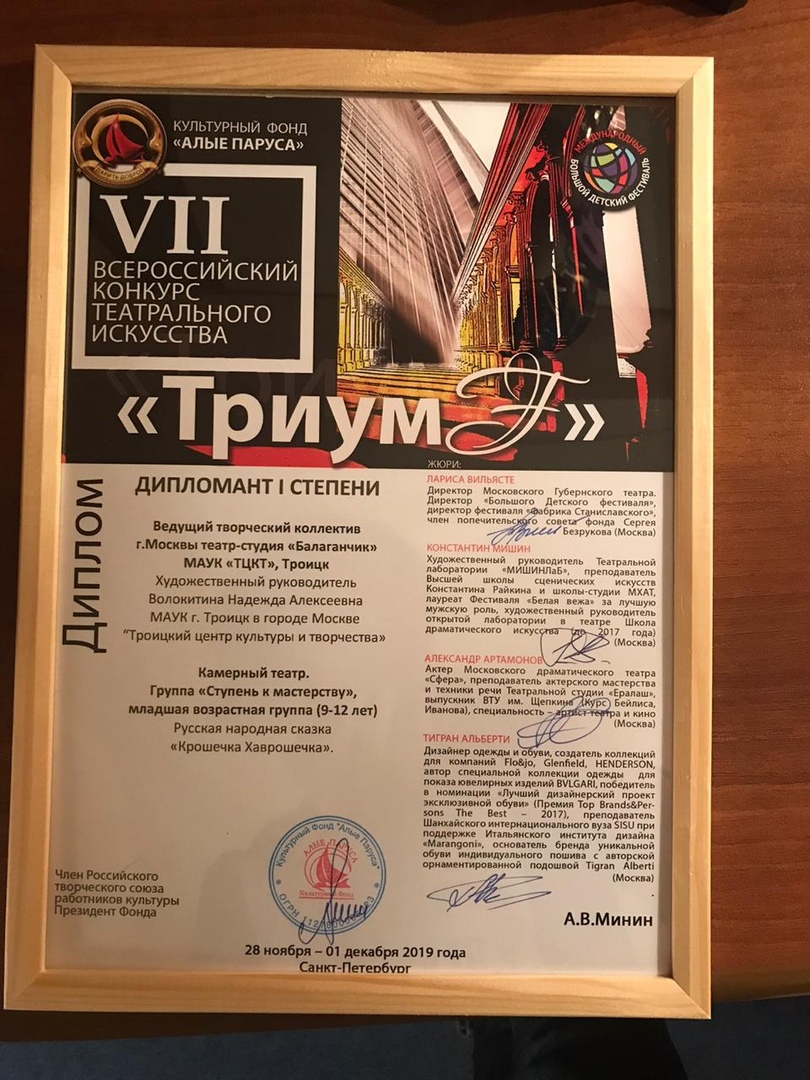 КУЛЬТУРНЫЙ ФОНД
«АЛЫЕ ПАРУСА»
МЕЖДУНАРОДНЫЙ
БОЛЬШОЙ ДЕТСКИЙ ФЕСТИВАЛЬ
VII
ВСЕРОССИЙСКИЙ
КОНКУРС
ТЕАТРАЛЬНОГО
ИСКУССТВА
«ТриумF»
ДИПЛОМ
ДИПЛОМАНТ I СТЕПЕНИ
Ведущий творческий коллектив
г.Москвы театр-студия «Балаганчик»
МАУК «ТЦКТ», Троицк
Художественный руководитель
Волокитина Надежда Алексеевна
МАУК г. Троицк в городе Москве
"Троицкий центр культуры и творчества»
Камерный театр.
Группа «Ступень к мастерству»,
младшая возрастная группа (9-12 лет)
Русская народная сказка
«Крошечка Хаврошечка».
ЖЮРИ:
ЛАРИСА ВИЛЬЯСТЕ
Директор Московского Губернского театра.
Директор «Большого Детского фестиваля»,
директор фестиваля «Фабрика Станиславского»,
член попечительского совета фонда Сергея
Безрукова (Москва)
КОНСТАНТИН МИШИН
Художественный руководитель Театральной
лаборатории «МИШИНЛаБ», преподаватель
Высшей школы сценических искусств
Константина Райкина и школы-студии МХАТ,
лауреат Фестиваля «Белая вежа» за лучшую
мужскую роль, художественный руководитель
открытой лаборатории в театре Школа
драматического искусства (до 2017 года)
(Москва)
АЛЕКСАНДР АРТАМОНОВ
Актер Московского драматического театра
«Сфера», преподаватель актерского мастерства
и техники речи Театральной студии «Ералаш»,
выпускник ВТУ им. Щепкина (Курс Бейлиса,
Иванова), специальность – артист театра и кино
(Москва)
ТИГРАН АЛЬБЕРТИ
Дизайнер одежды и обуви, создатель коллекций
для компаний Flo&jo, Glenfield, HENDERSON,
автор специальной коллекции одежды для
показа ювелирных изделий BVLGARI, победитель
в номинации «Лучший дизайнерский проект
эксклюзивной обуви» (Премия Top Brands&Per-
sons The Best – 2017), преподаватель
Шанхайского интернационального вуза SISU при
поддержке Итальянского института дизайна
«Marangoni», основатель бренда уникальной
обуви индивидуального пошива с авторской
орнаментированной подошвой Tigran Alberti
(Москва)
Член Российского
творческого союза
работников культуры
Президент Фонда
Культурный Фонд "Алые Паруса"
АЛЫЕ ПАРУСА
Культурный Фонд
ОГРН
А.В.Минин
28 ноября – 01 декабря 2019 года
Санкт-Петербург